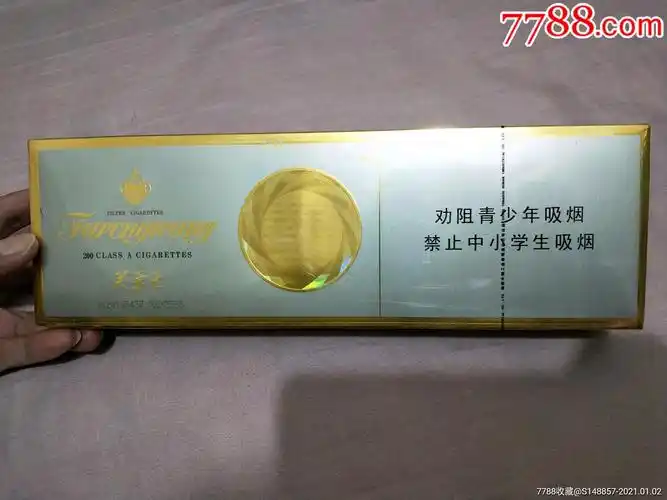 7788.com
FILTER CIGARETTES
200 CLASS A CIGARETTES
劝阻青少年吸烟
禁止中小学生吸烟
7788收藏@S148857-2021.01.02